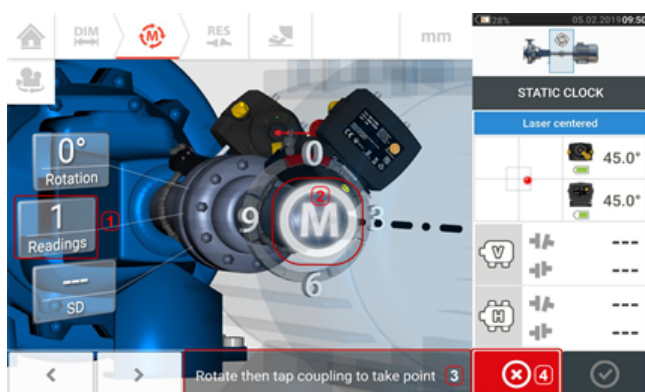 DIM
M
RES
mm
28%
05.02.2019 09:50
STATIC CLOCK
Laser centered
45.0°
45.0°
V
---
---
H
---
---
0°
Rotation
1
Readings
1
---
SD
0
2
M
3
9
6
<
>
Rotate then tap coupling to take point
3
4